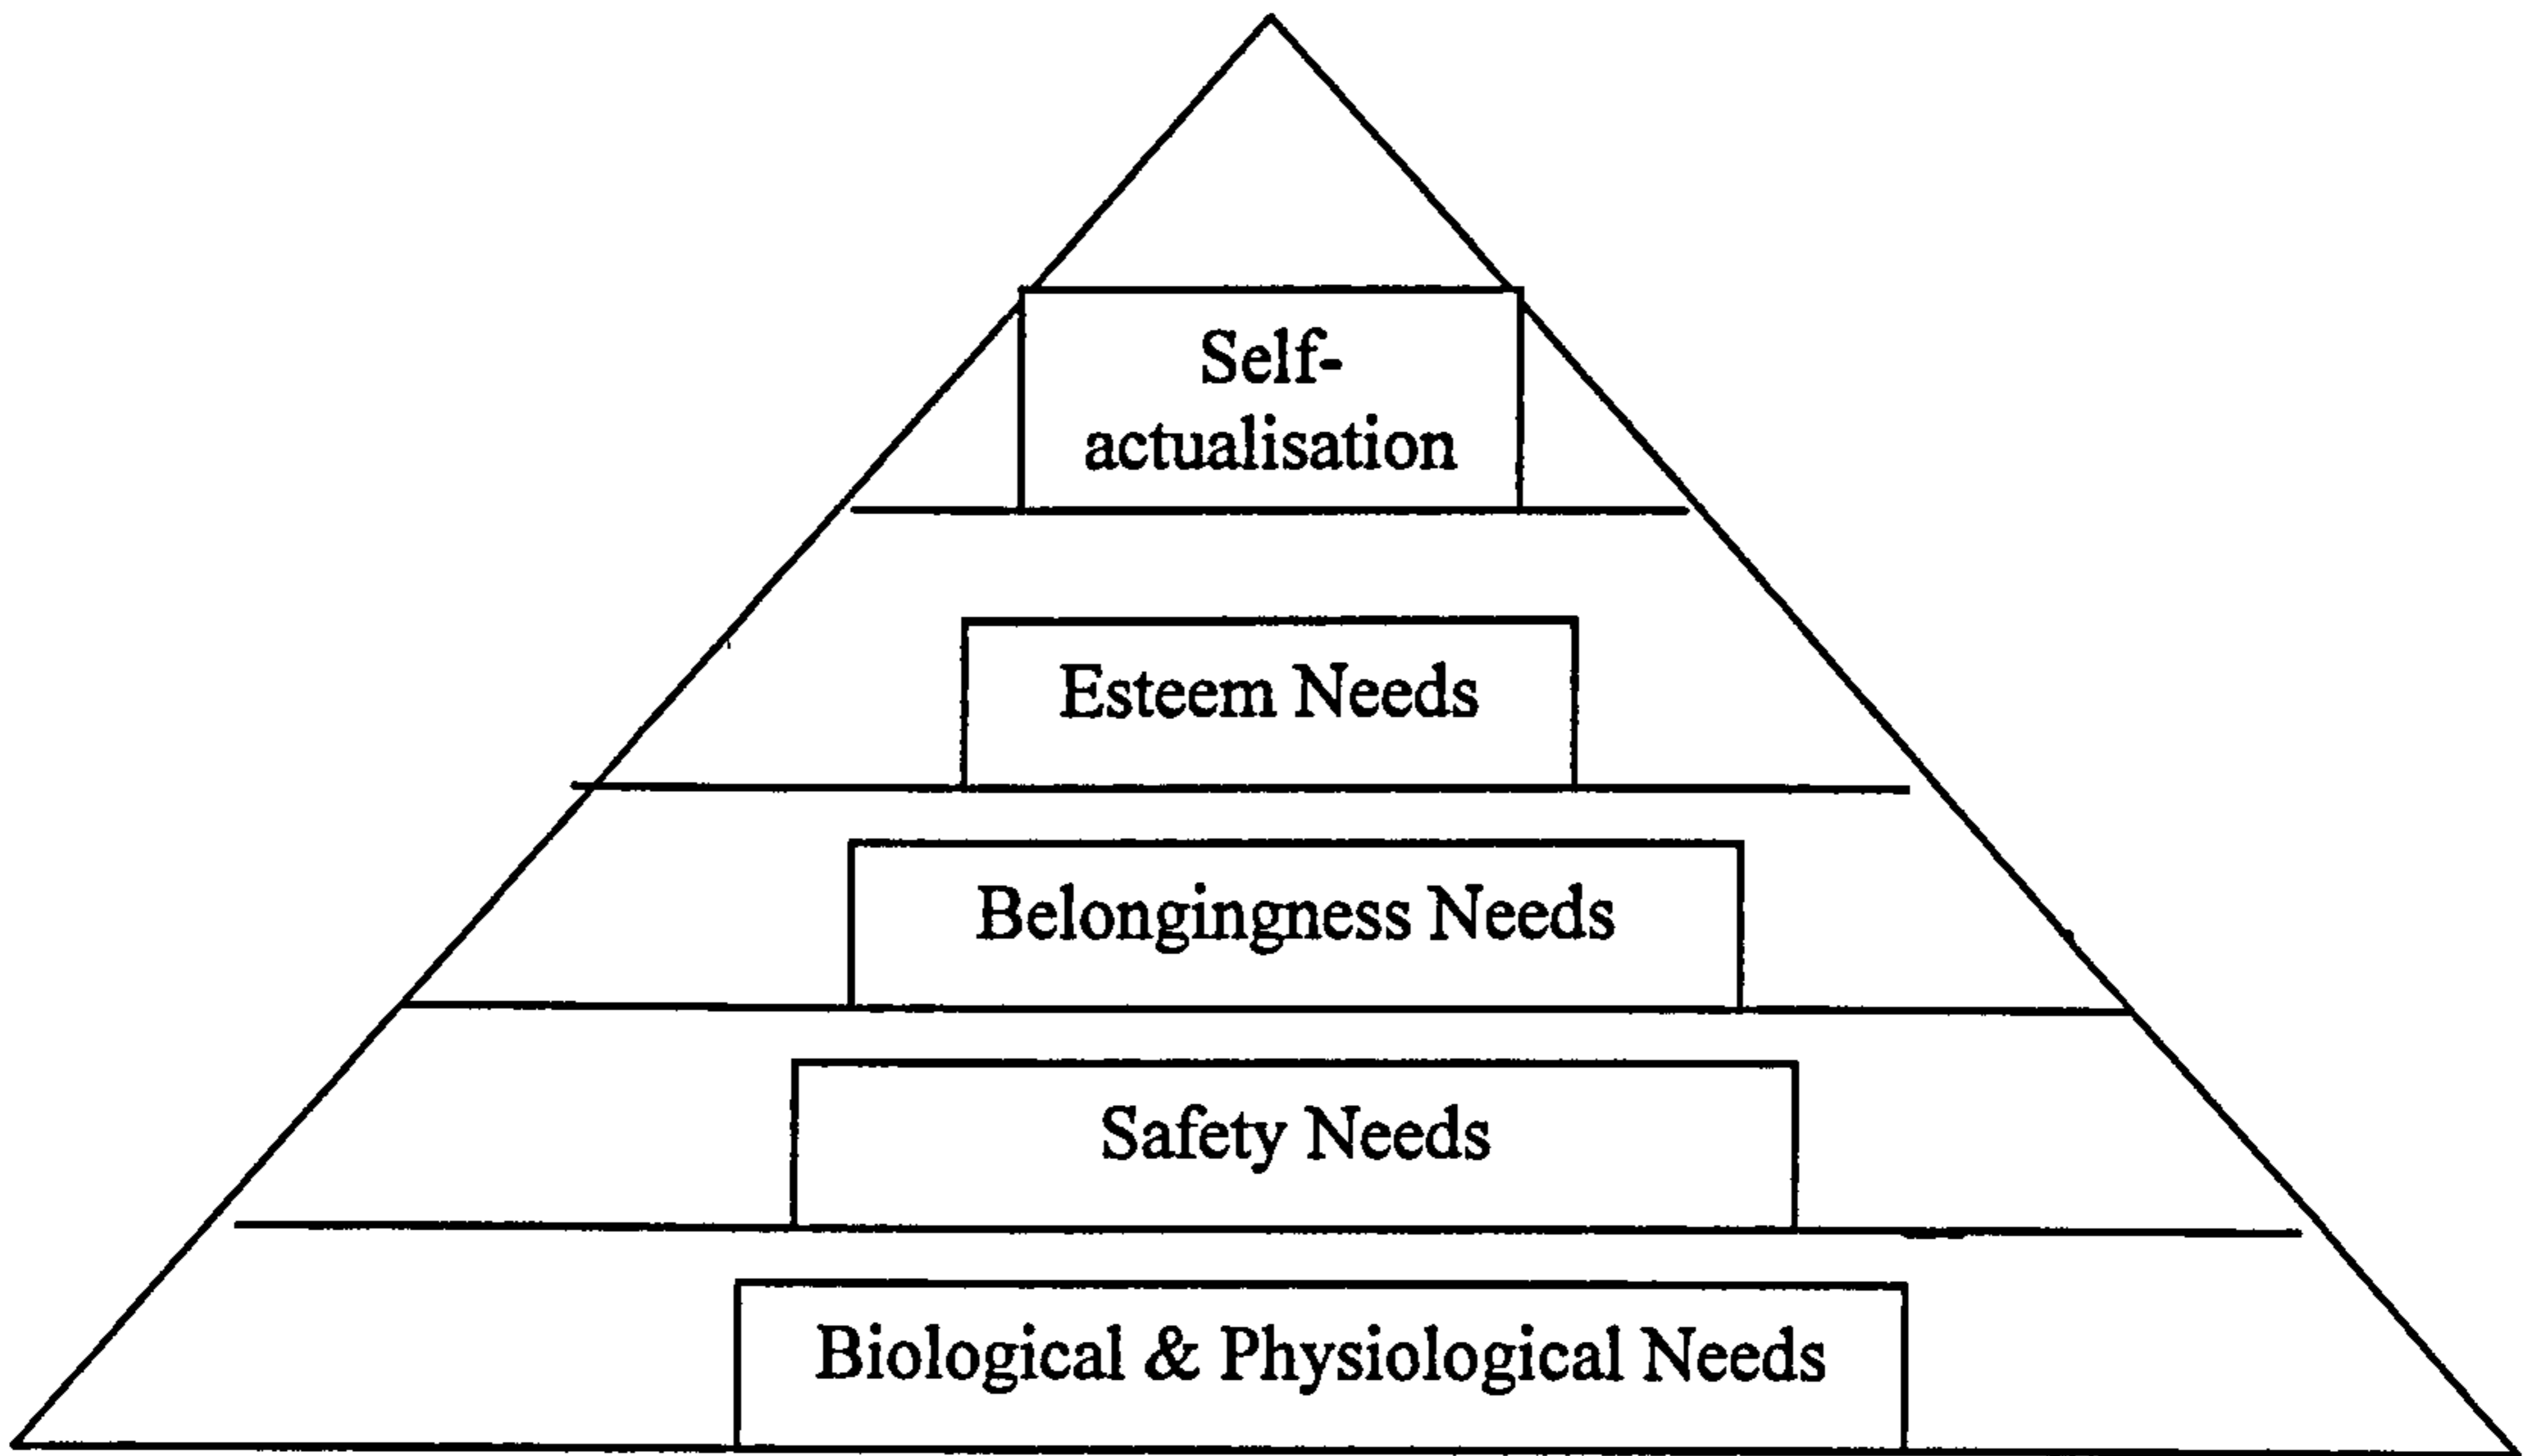 Self-
actualisation
Esteem Needs
Belongingness Needs
Safety Needs
Biological & Physiological Needs